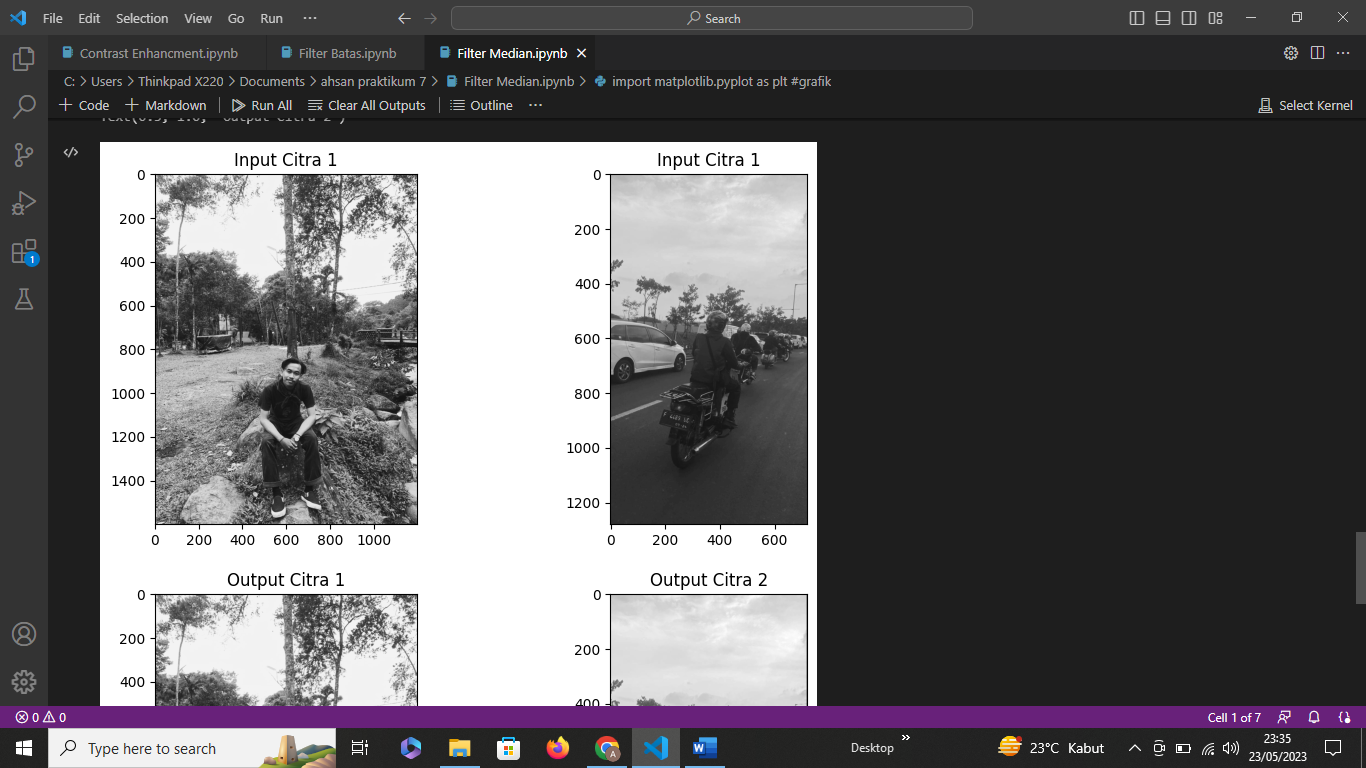 File Edit Selection View Go Run ···
Search
Contrast Enhancment.ipynb Filter Batas.ipynb Filter Median.ipynb
C: > Users > Thinkpad X220 > Documents > ahsan praktikum 7 > Filter Median.ipynb > import matplotlib.pyplot as plt #grafik
+ Code + Markdown Run All Clear All Outputs Outline ···
Select Kernel
Text(0.5, 1.0, 'Output Citra 2')
Input Citra 1
0
200
400
600
800
1000
1200
1400
0 200 400 600 800 1000
Input Citra 1
0
200
400
600
800
1000
1200
0 200 400 600
Output Citra 1
0
200
400
Output Citra 2
0
200
400
1
0 0
Cell 1 of 7
Type here to search
Desktop
23°C Kabut
23:35
23/05/2023